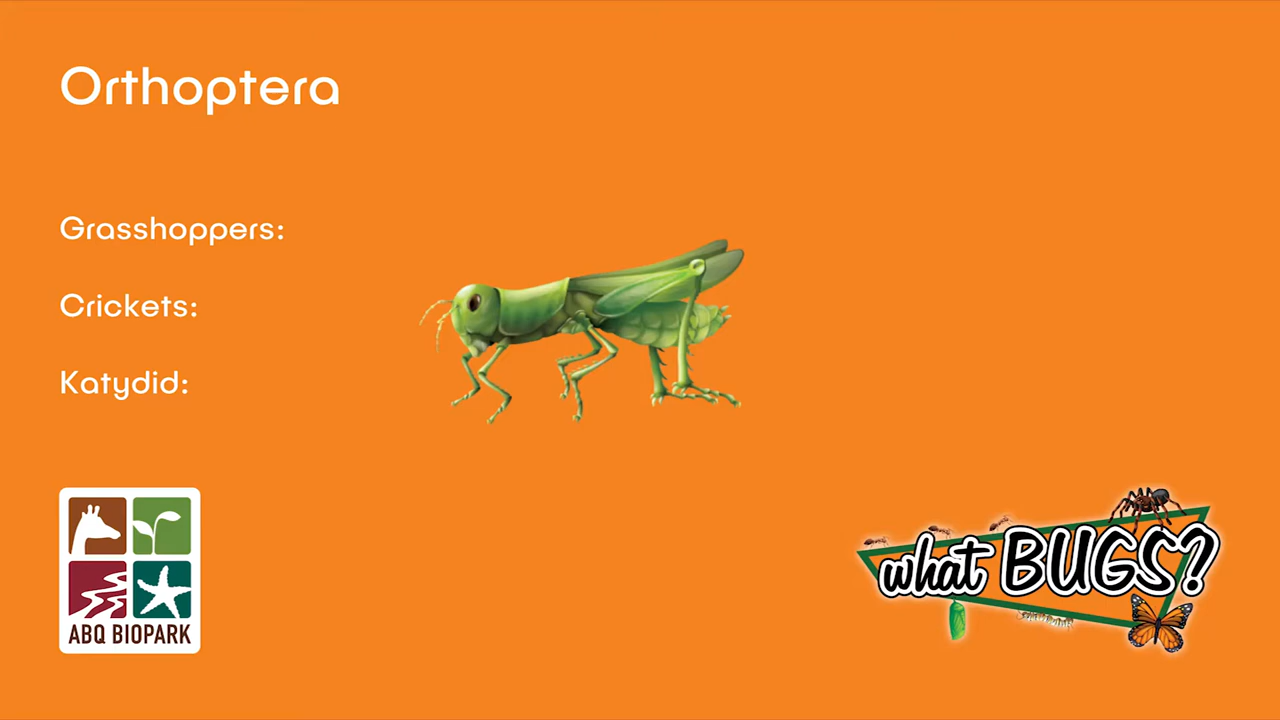 Orthoptera
Grasshoppers:
Crickets:
Katydid:
ABQ BIOPARK
what BUGS?